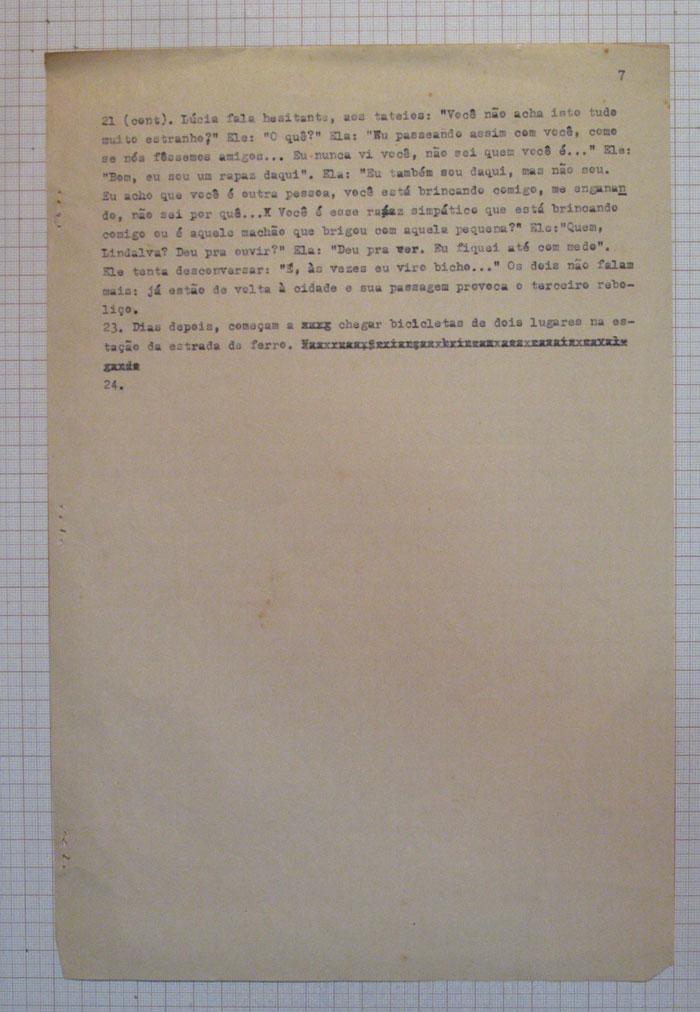 7
21 (cont). Lúcia fala hesitante, aos tateios: "Você não acha isto tudo
muito estranho?" Ele: "O quê?" Ela: "Eu passeando assim com você, como
se nós fôssemos amigos... Eu nunca vi você, não sei quem você é..." Ele:
"Bom, eu sou um rapaz daqui". Ela: "Eu também sou daqui, mas não sou.
Eu acho que você é outra pessoa, você está brincando comigo, me enganan
do, não sei por quê...X Você é esse rapaz simpático que está brincando
comigo ou é aquele machão que brigou com aquela pequena?" Ele:"Quem,
Lindalva? Deu pra ouvir?" Ela: "Deu pra ver. Eu fiquei até com medo".
Ele tenta desconversar: "É, às vezes eu viro bicho..." Os dois não falam
mais: já estão de volta à cidade e sua passagem provoca o terceiro rebo-
liço.
23. Dias depois, começam a chegar bicicletas de dois lugares na es-
tação da estrada de ferro.
24.